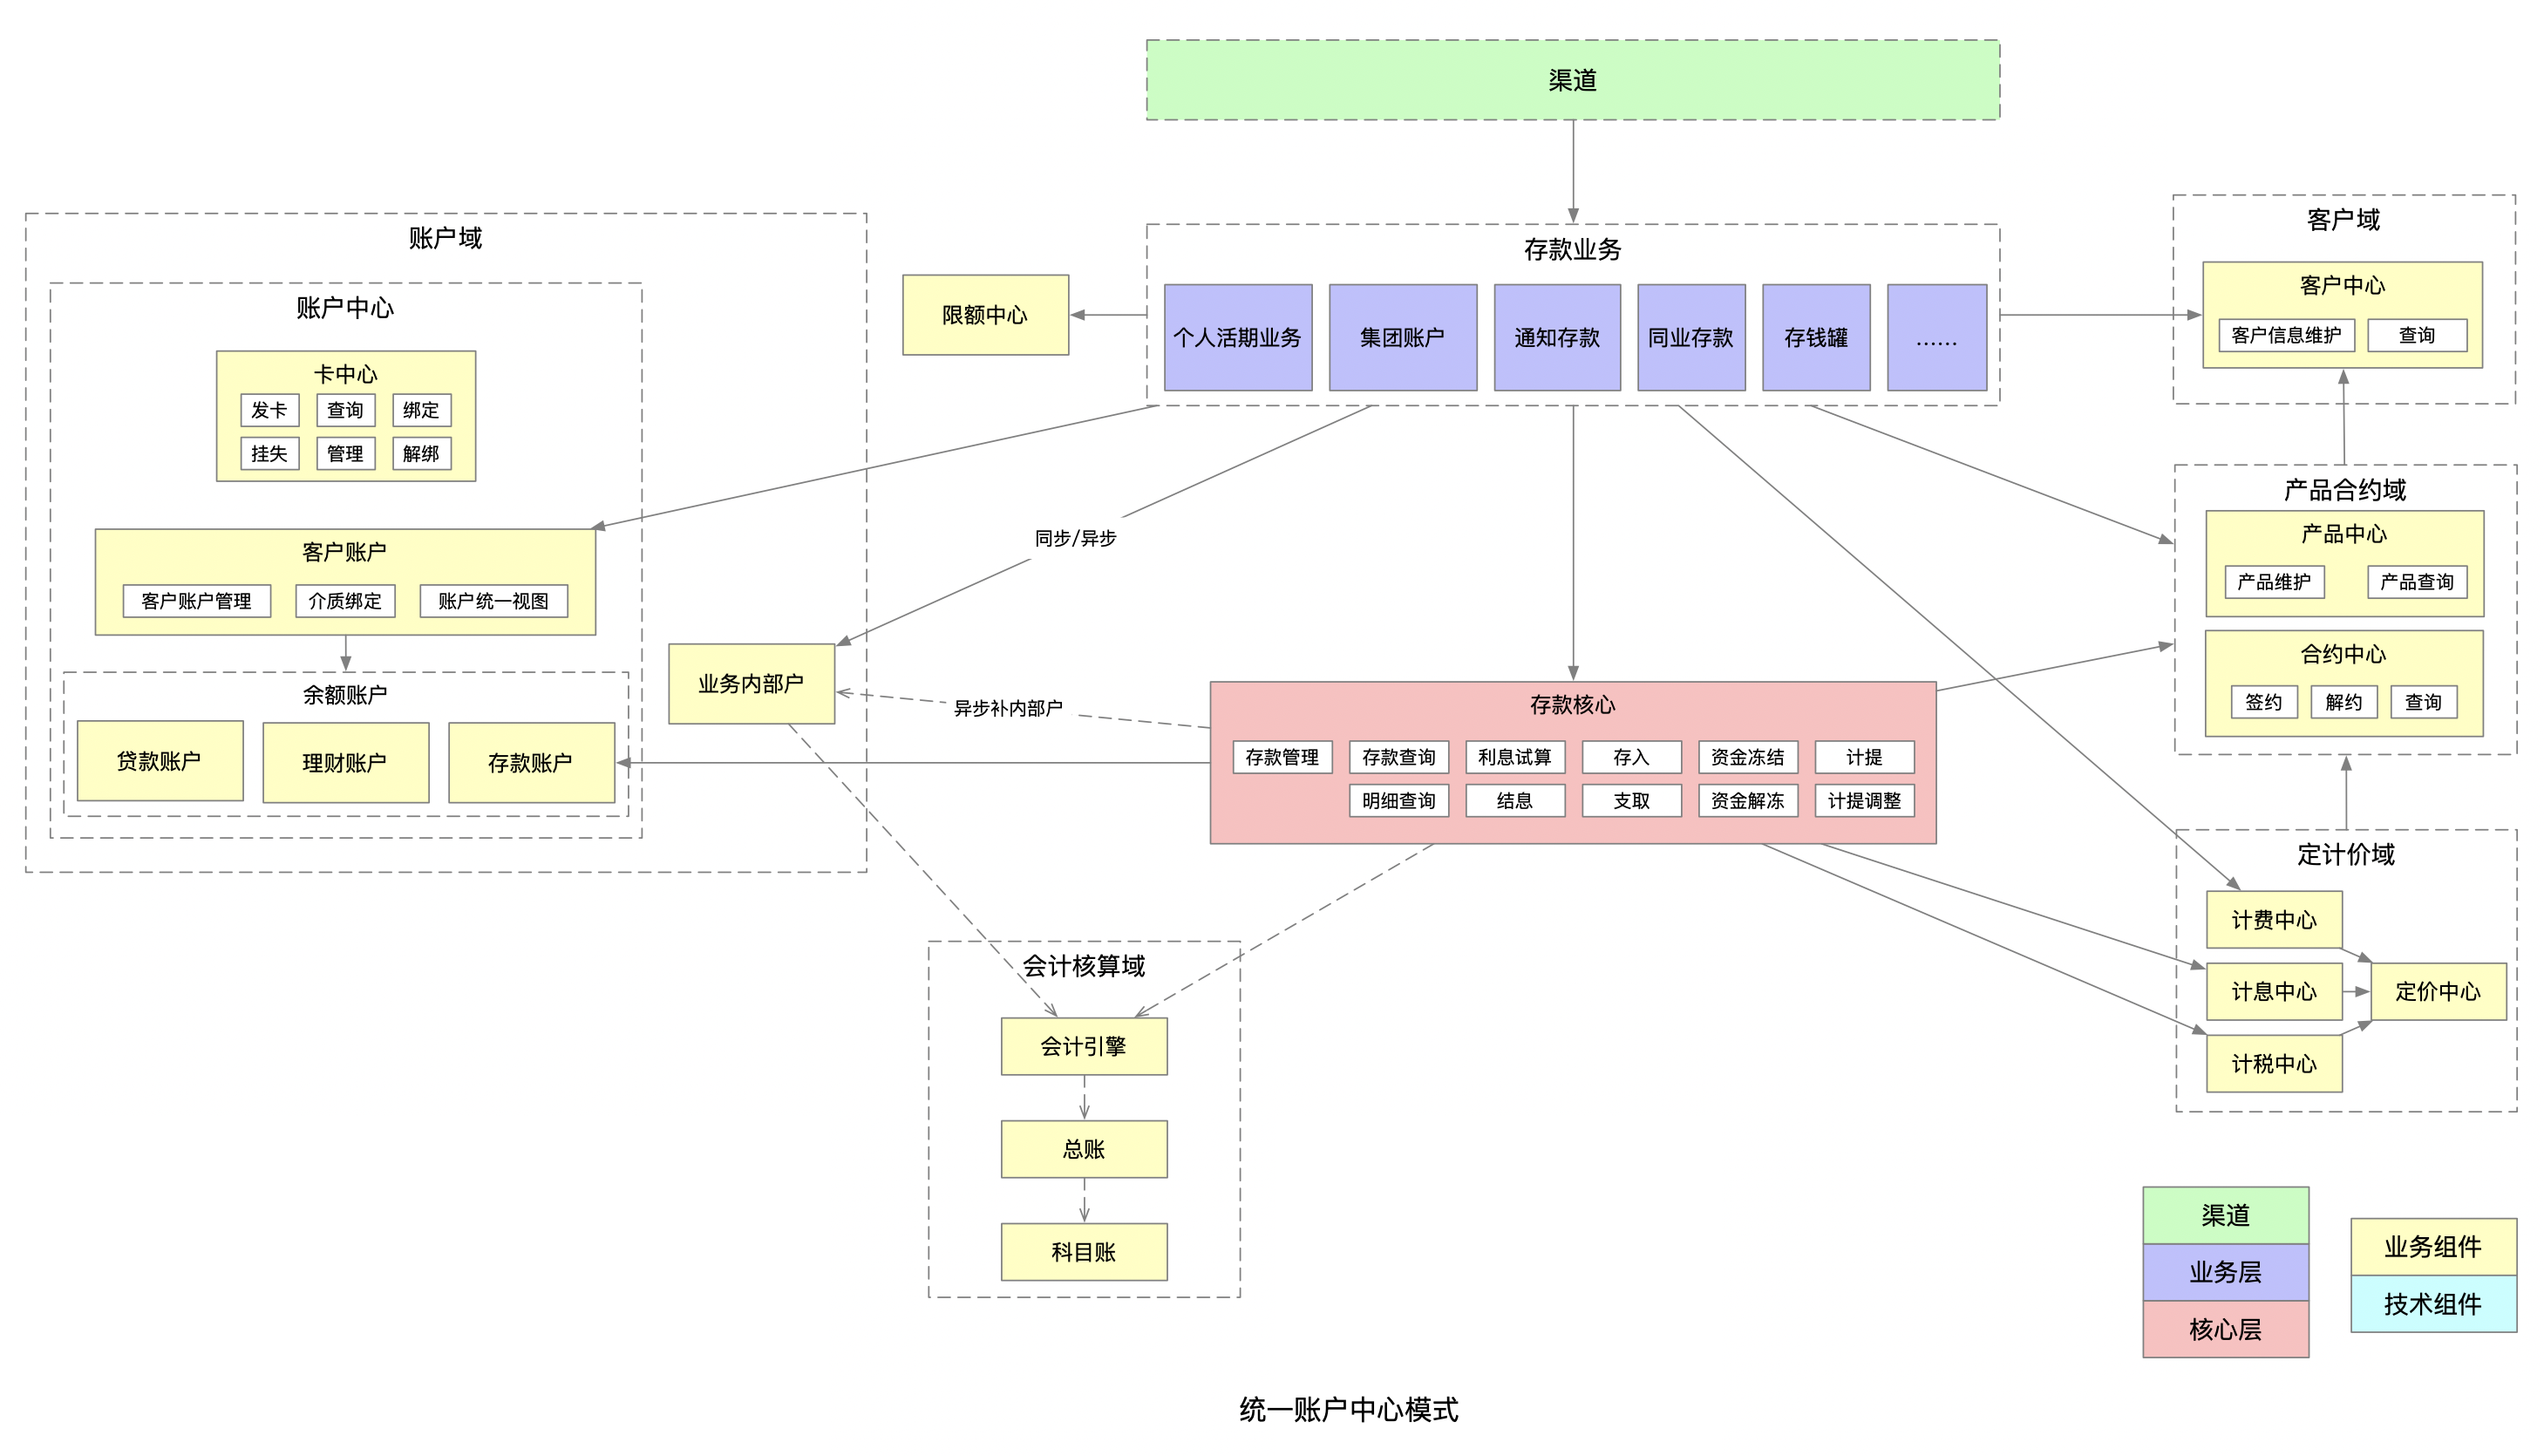 渠道
账户域
账户中心
卡中心
发卡
查询
绑定
挂失
管理
解绑
客户账户
客户账户管理
介质绑定
账户统一视图
余额账户
贷款账户
理财账户
存款账户
业务内部户
限额中心
存款业务
个人活期业务
集团账户
通知存款
同业存款
存钱罐
……
同步/异步
异步补内部户
存款核心
存款管理
存款查询
利息试算
存入
资金冻结
计提
明细查询
结息
支取
资金解冻
计提调整
客户域
客户中心
客户信息维护
查询
产品合约域
产品中心
产品维护
产品查询
合约中心
签约
解约
查询
定计价域
计费中心
计息中心
定价中心
计税中心
会计核算域
会计引擎
总账
科目账
渠道
业务层
核心层
业务组件
技术组件
统一账户中心模式